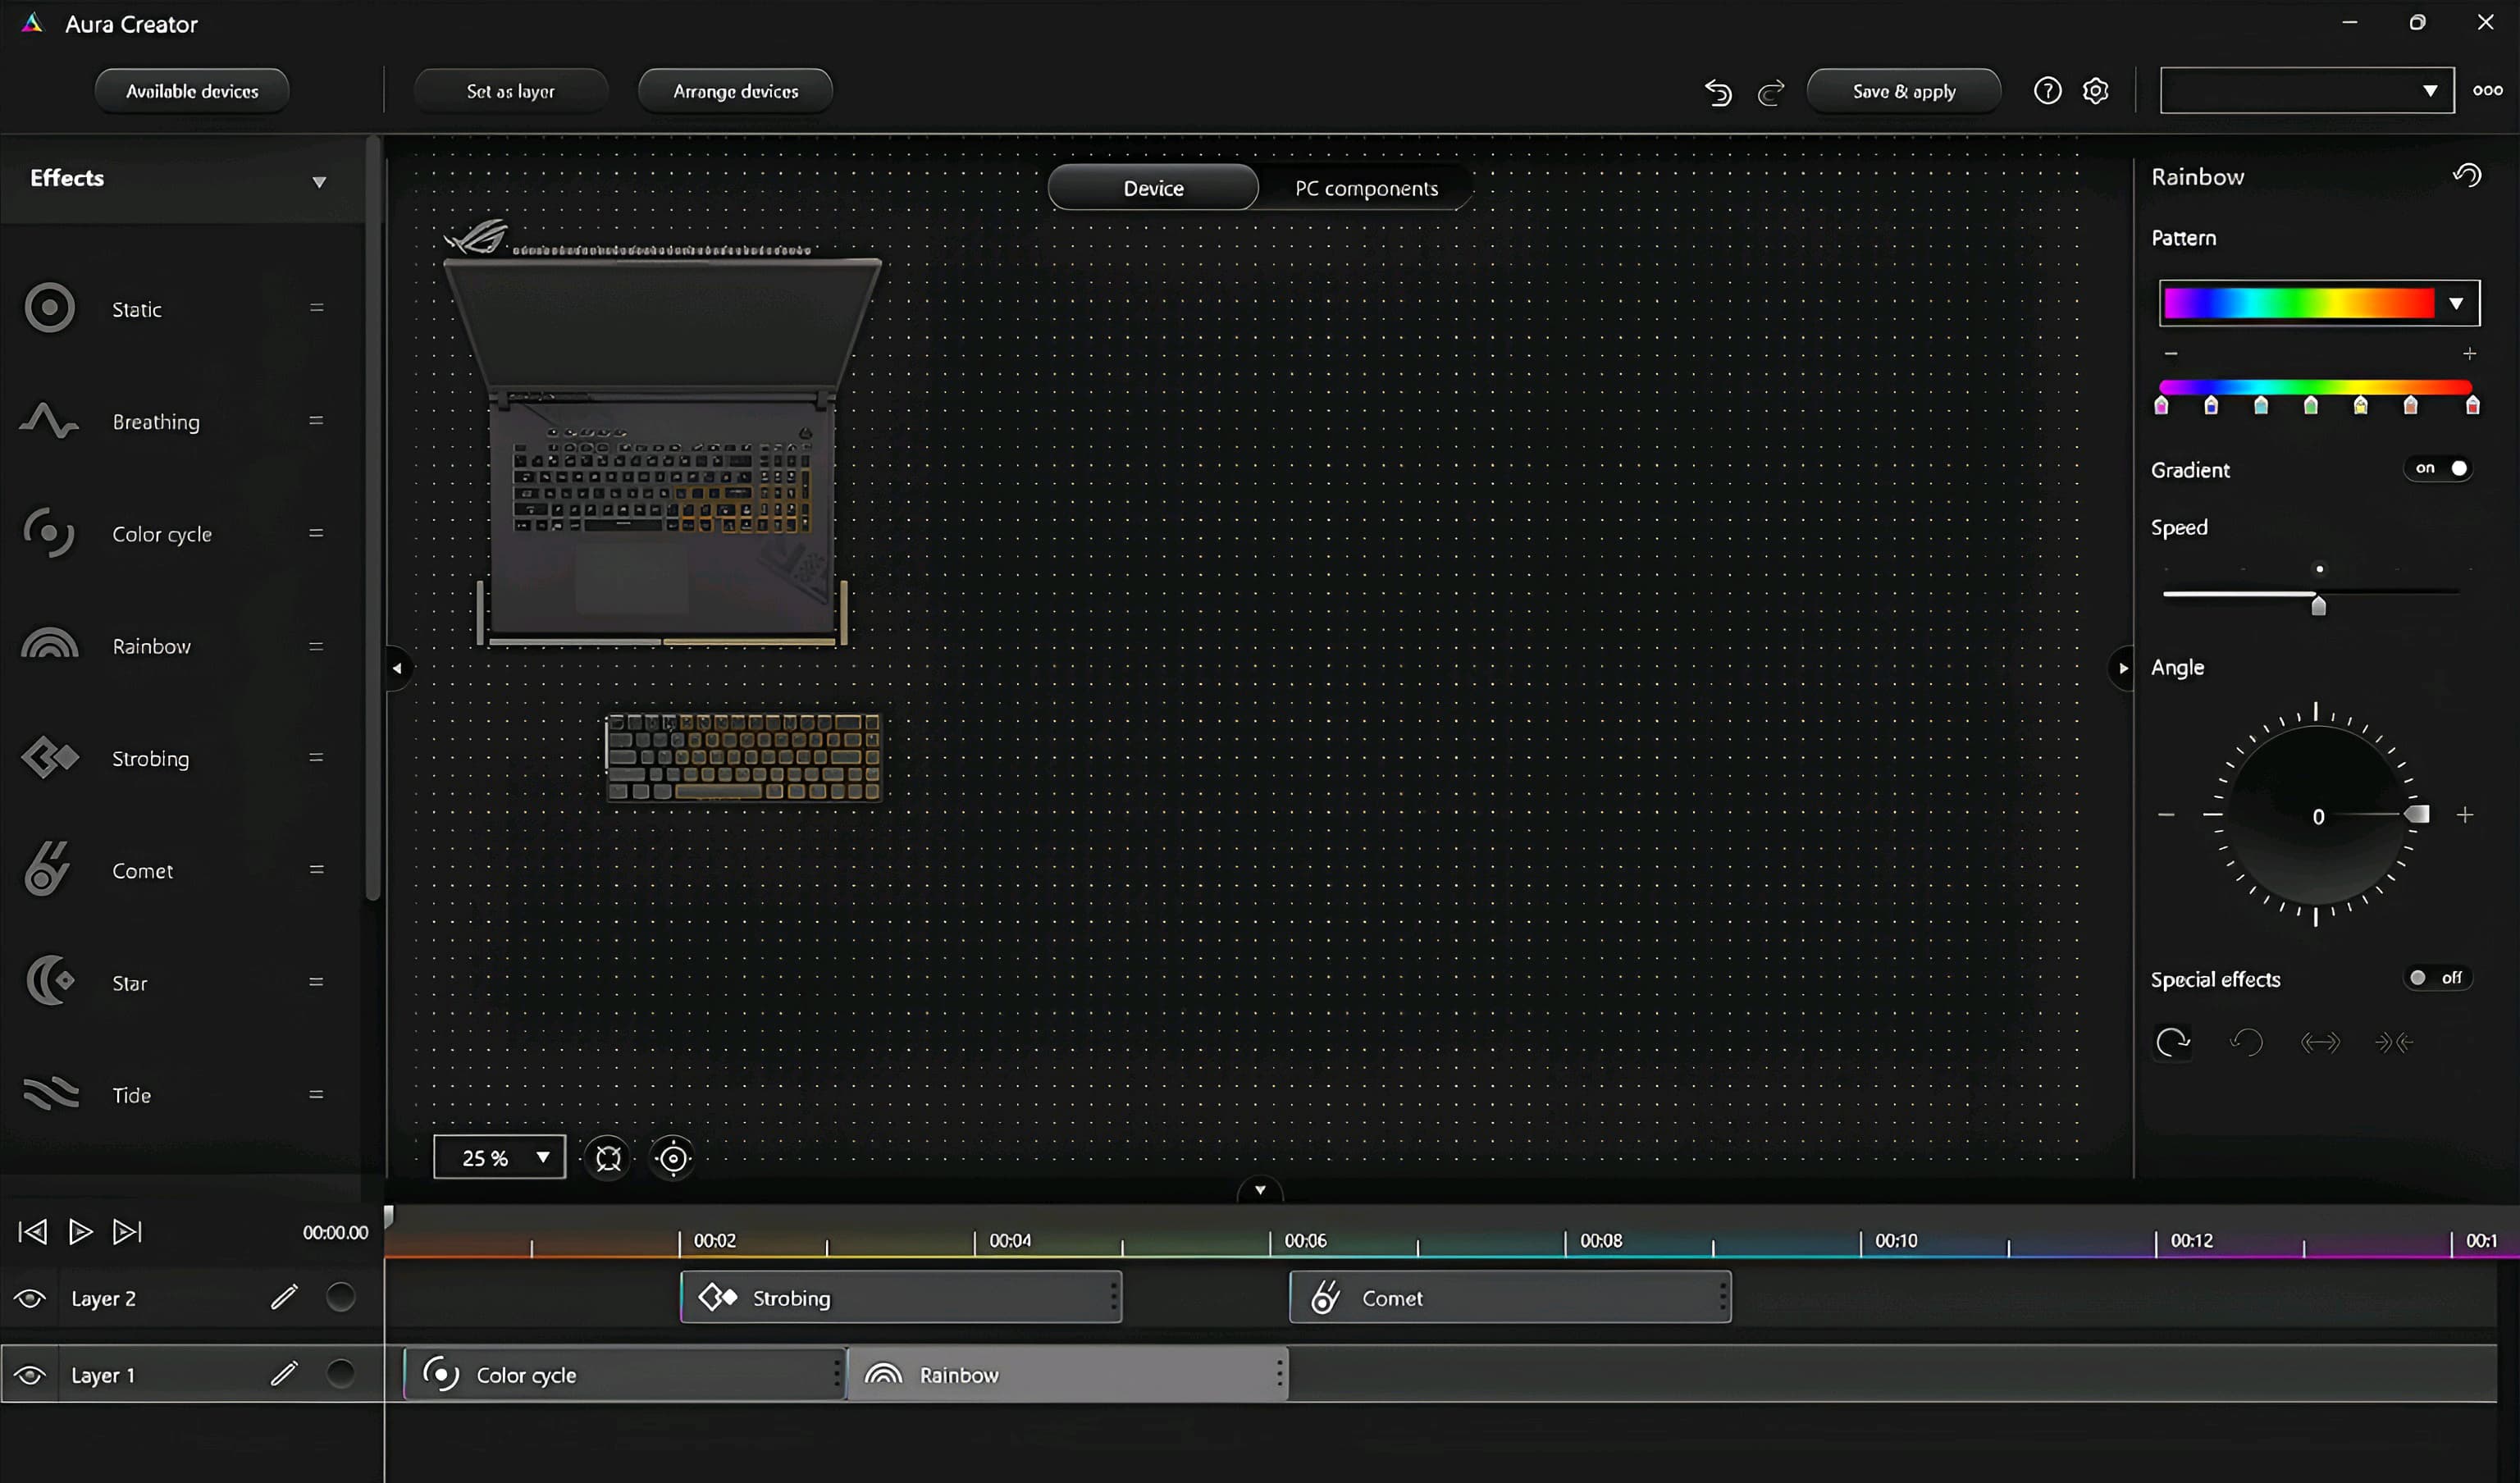 Aura Creator
Available devices
Set as layer
Arrange devices
Save & apply
Effects
Device
PC components
Static
Breathing
Color cycle
Rainbow
Strobing
Comet
Star
Tide
25 %
Rainbow
Pattern
Gradient
on
Speed
Angle
0
Special effects
off
00:00.00
00:02
00:04
00:06
00:08
00:10
00:12
00:1
Layer 2
Strobing
Comet
Layer 1
Color cycle
Rainbow